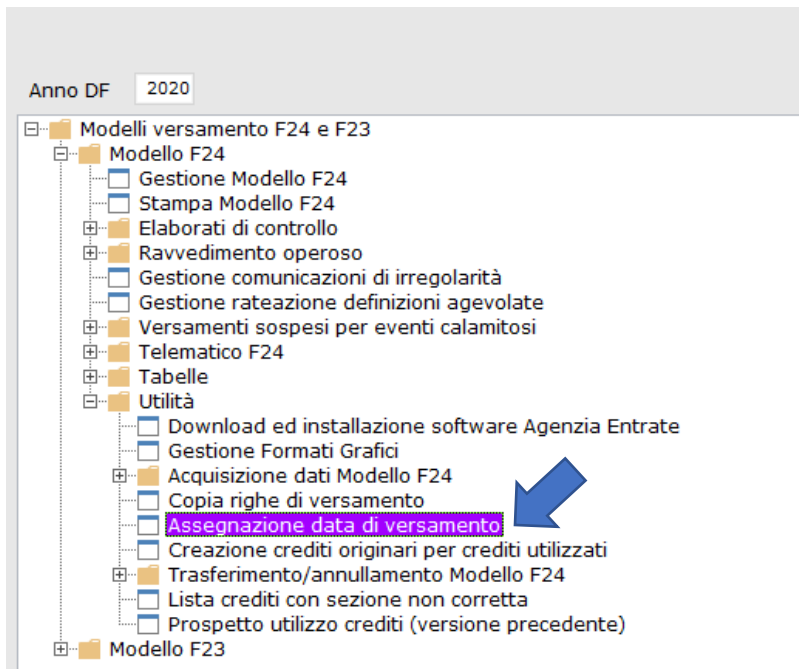 Anno DF 2020
Modelli versamento F24 e F23
Modello F24
Gestione Modello F24
Stampa Modello F24
Elaborati di controllo
Ravvedimento operoso
Gestione comunicazioni di irregolarità
Gestione rateazione definizioni agevolate
Versamenti sospesi per eventi calamitosi
Telematico F24
Tabelle
Utilità
Download ed installazione software Agenzia Entrate
Gestione Formati Grafici
Acquisizione dati Modello F24
Copia righe di versamento
Assegnazione data di versamento
Creazione crediti originari per crediti utilizzati
Trasferimento/annullamento Modello F24
Lista crediti con sezione non corretta
Prospetto utilizzo crediti (versione precedente)
Modello F23